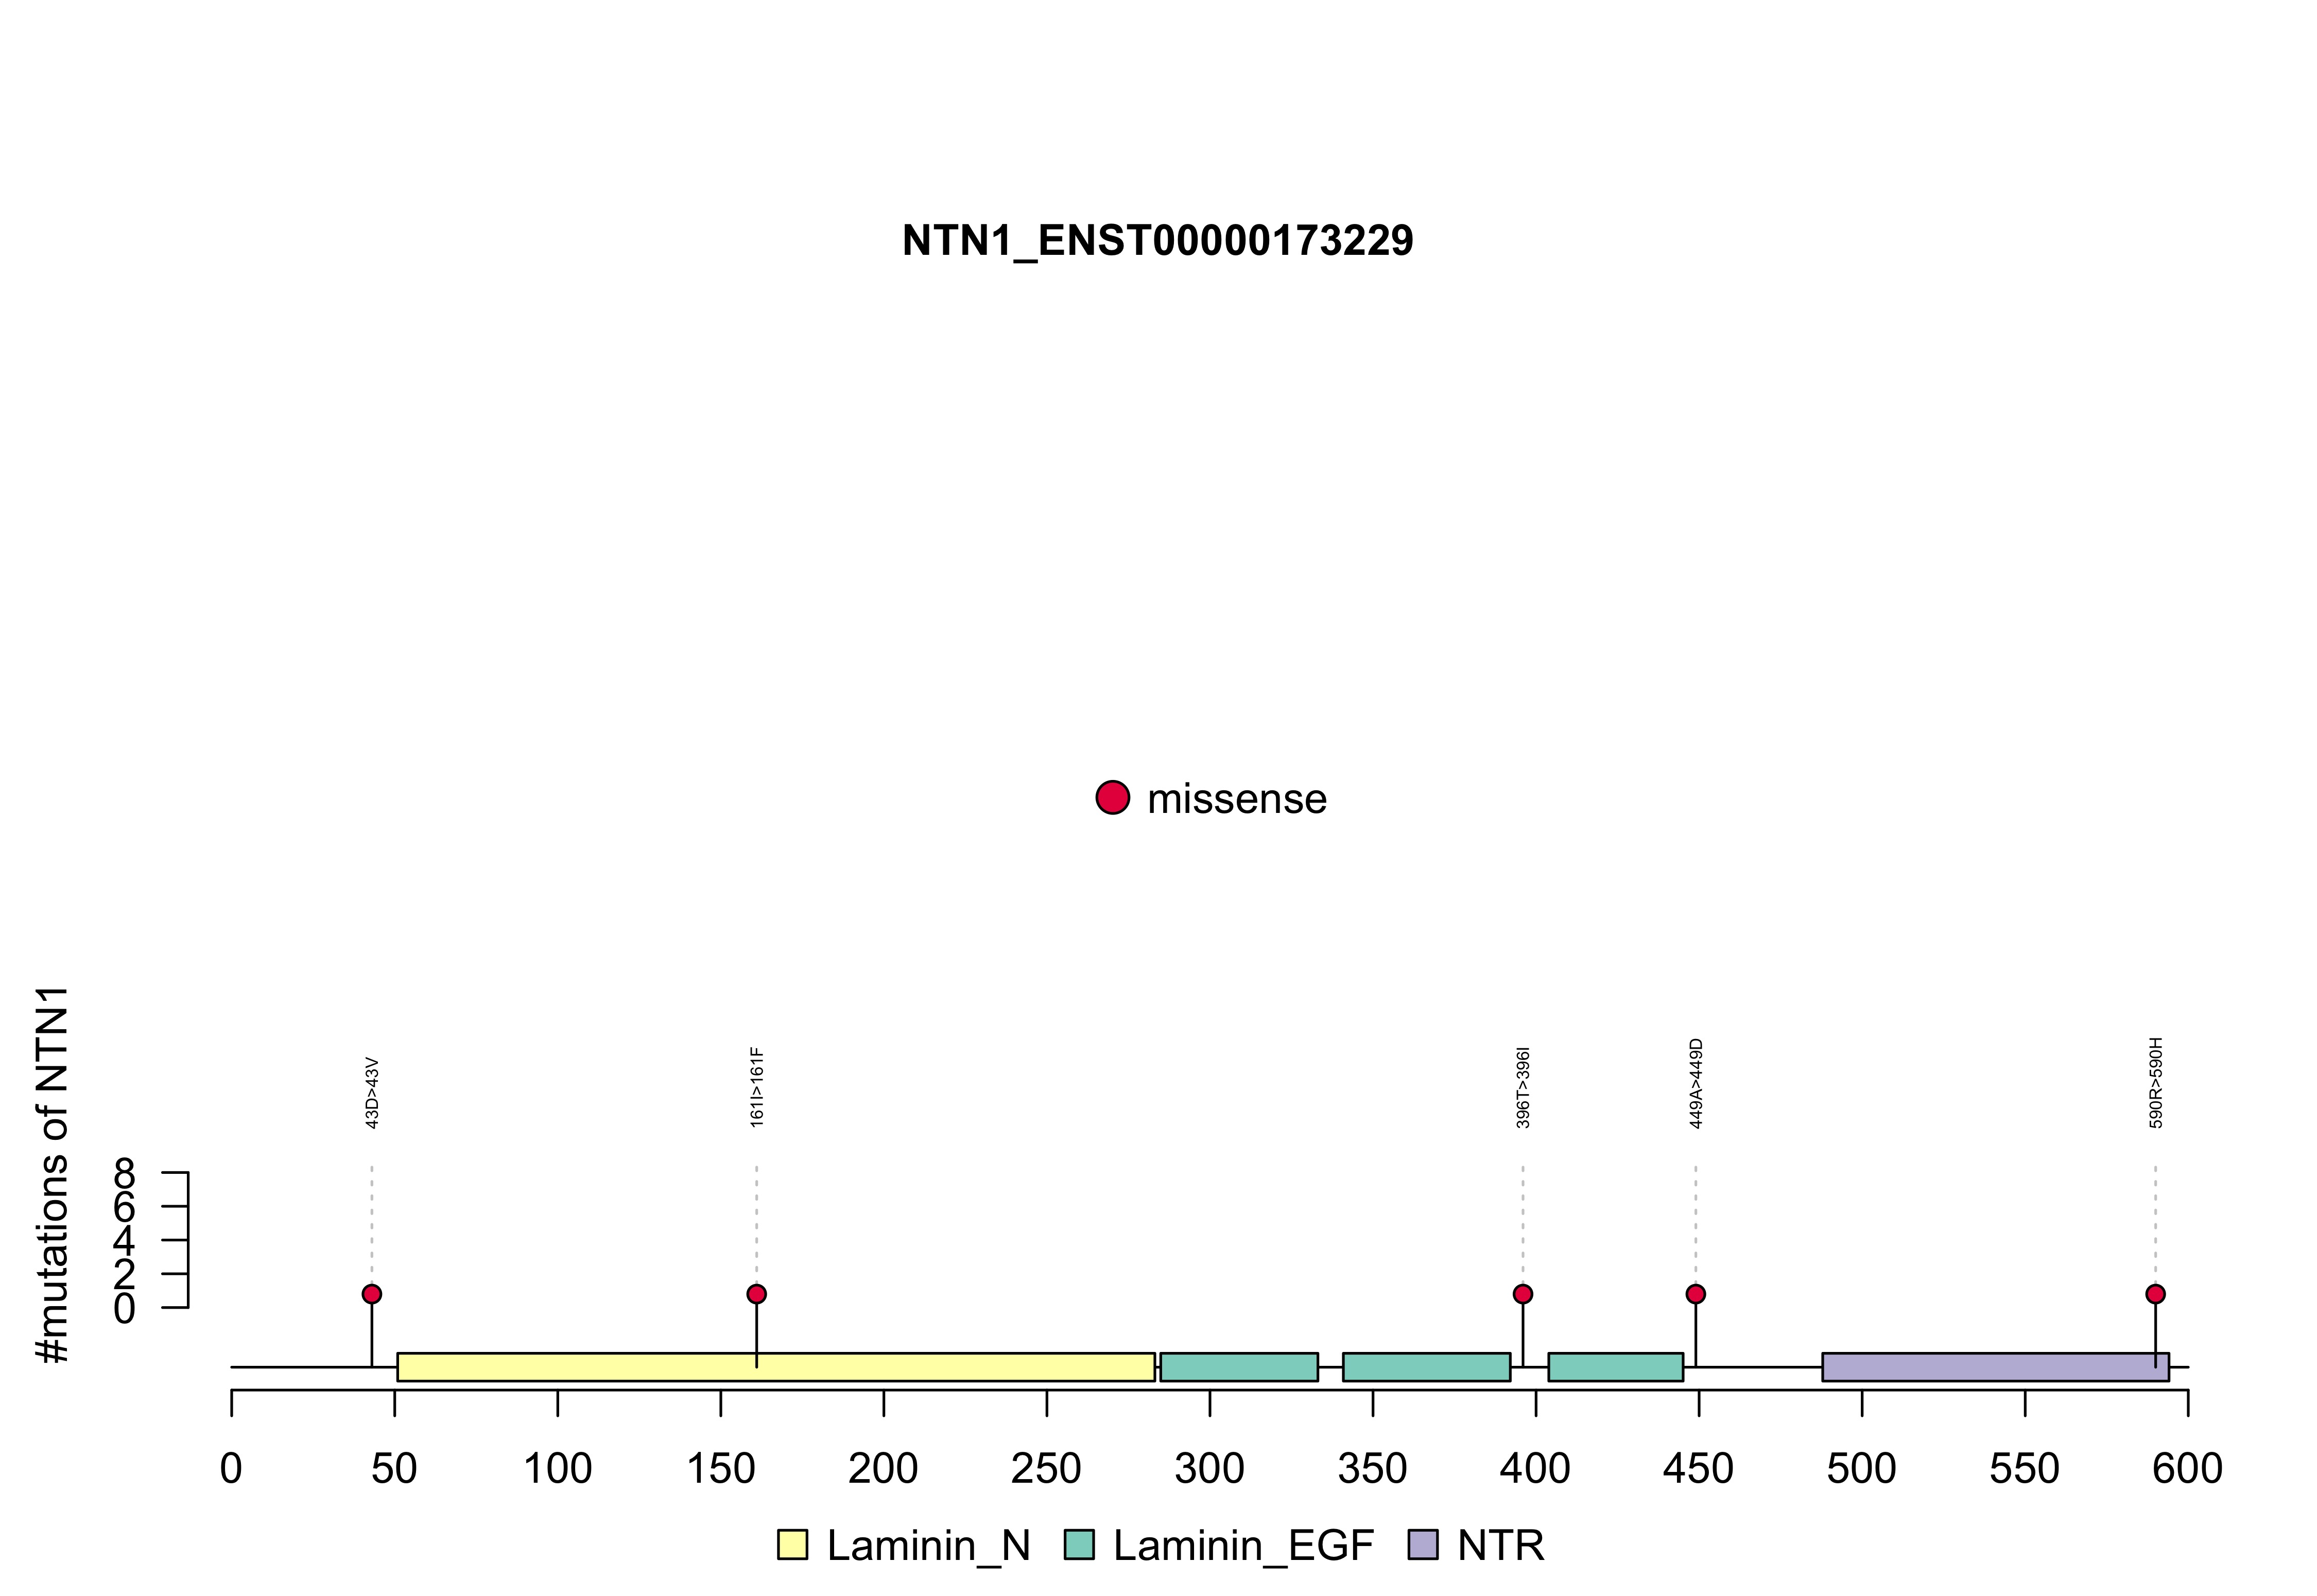 NTN1_ENST00000173229
missense
#mutations of NTN1
43D>43V
161I>161F
396T>396I
449A>449D
590R>590H
8
6
4
2
0
0 50 100 150 200 250 300 350 400 450 500 550 600
Laminin_N Laminin_EGF NTR